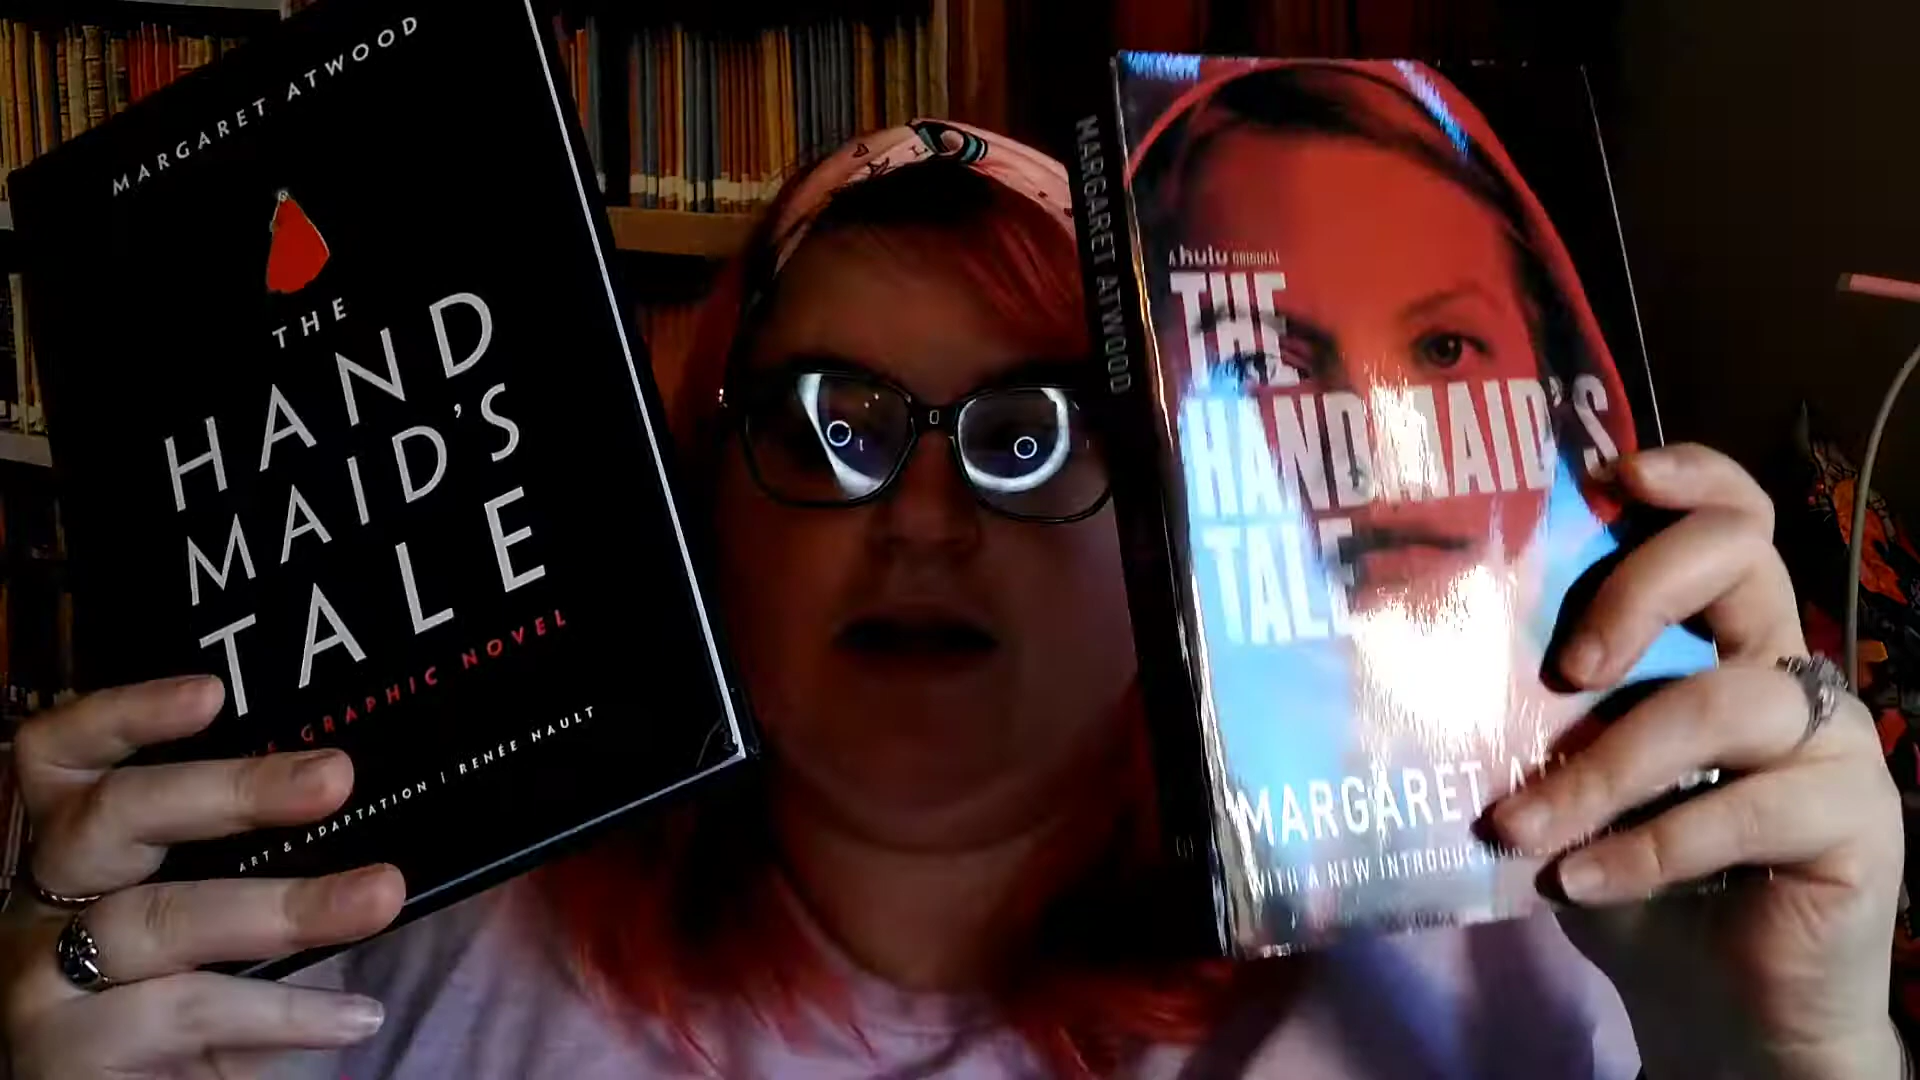 MARGARET ATWOOD
THE
HAND
MAID'S
TALE
GRAPHIC NOVEL
ART & ADAPTATION | RENÉE NAULT
MARGARET ATWOOD
A hulu ORIGINAL
THE
HANDMAID'S
TALE
MARGARET
WITH A NEW INTRODUCTION